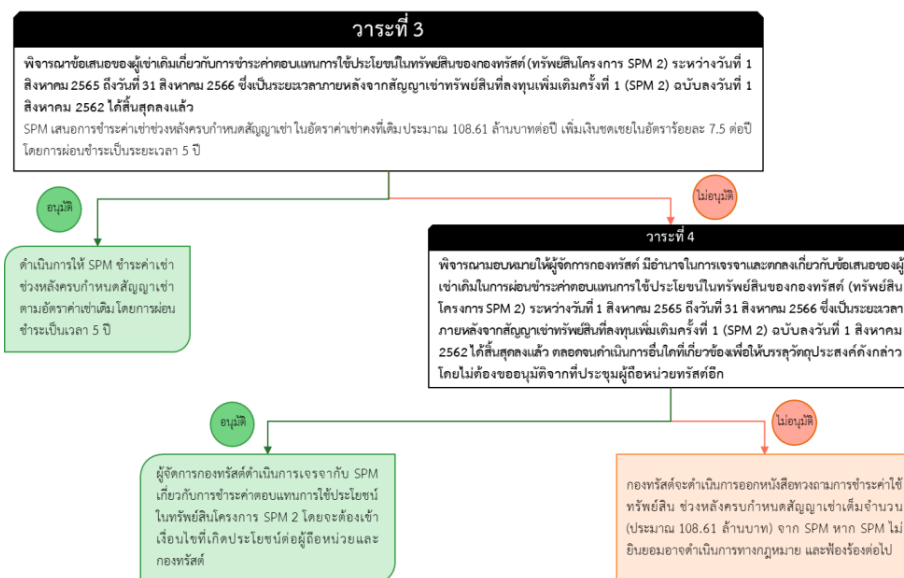 วาระที่ 3
พิจารณาข้อเสนอของผู้เช่าเดิมเกี่ยวกับการชำระค่าตอบแทนการใช้ประโยชน์ในทรัพย์สินของกองทรัสต์ (ทรัพย์สินโครงการ SPM 2) ระหว่างวันที่ 1
สิงหาคม 2565 ถึงวันที่ 31 สิงหาคม 2566 ซึ่งเป็นระยะเวลาภายหลังจากสัญญาเช่าทรัพย์สินที่ลงทุนเพิ่มเติมครั้งที่ 1 (SPM 2) ฉบับลงวันที่ 1
สิงหาคม 2562 ได้สิ้นสุดลงแล้ว
SPM เสนอการชำระค่าเช่าช่วงหลังครบกำหนดสัญญาเช่า ในอัตราค่าเช่าคงที่เดิมประมาณ 108.61 ล้านบาทต่อปี เพิ่มเงินชดเชยในอัตราร้อยละ 7.5 ต่อปี
โดยการผ่อนชำระเป็นระยะเวลา 5 ปี
อนุมัติ
ไม่อนุมัติ
ดำเนินการให้ SPM ชำระค่าเช่า
ช่วงหลังครบกำหนดสัญญาเช่า
ตามอัตราค่าเช่าเดิม โดยการผ่อน
ชำระเป็นเวลา 5 ปี
วาระที่ 4
พิจารณามอบหมายให้ผู้จัดการกองทรัสต์ มีอำนาจในการเจรจาและตกลงเกี่ยวกับข้อเสนอของผู้
เช่าเดิมในการผ่อนชำระค่าตอบแทนการใช้ประโยชน์ในทรัพย์สินของกองทรัสต์ (ทรัพย์สิน
โครงการ SPM 2) ระหว่างวันที่ 1 สิงหาคม 2565 ถึงวันที่ 31 สิงหาคม 2566 ซึ่งเป็นระยะเวลา
ภายหลังจากสัญญาเช่าทรัพย์สินที่ลงทุนเพิ่มเติมครั้งที่ 1 (SPM 2) ฉบับลงวันที่ 1 สิงหาคม
2562 ได้สิ้นสุดลงแล้ว ตลอดจนดำเนินการอื่นใดที่เกี่ยวข้องเพื่อให้บรรลุวัตถุประสงค์ดังกล่าว
โดยไม่ต้องขออนุมัติจากที่ประชุมผู้ถือหน่วยทรัสต์อีก
อนุมัติ
ไม่อนุมัติ
ผู้จัดการกองทรัสต์ดำเนินการเจรจากับ SPM
เกี่ยวกับการชำระค่าตอบแทนการใช้ประโยชน์
ในทรัพย์สินโครงการ SPM 2 โดยจะต้องเข้า
เงื่อนไขที่เกิดประโยชน์ต่อผู้ถือหน่วยและ
กองทรัสต์
กองทรัสต์จะดำเนินการออกหนังสือทวงถามการชำระค่าใช้
ทรัพย์สิน ช่วงหลังครบกำหนดสัญญาเช่าเต็มจำนวน
(ประมาณ 108.61 ล้านบาท) จาก SPM หาก SPM ไม่
ยินยอมอาจดำเนินการทางกฎหมาย และฟ้องร้องต่อไป